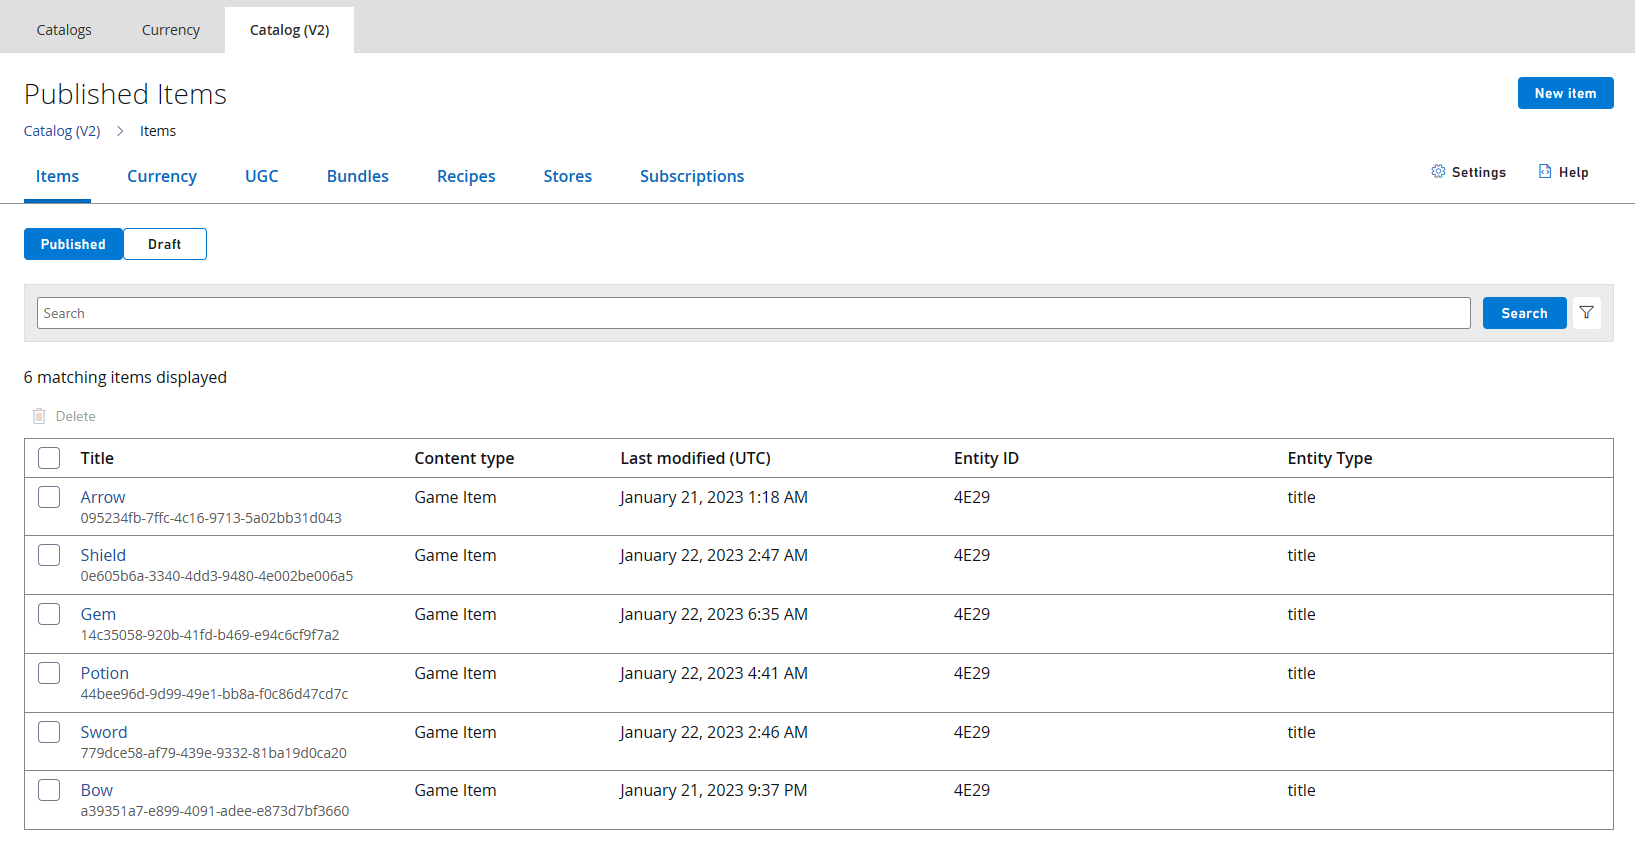 Catalogs Currency Catalog (V2)
Published Items
New item
Catalog (V2) > Items
Items Currency UGC Bundles Recipes Stores Subscriptions Settings Help
Published Draft
Search Search
6 matching items displayed
Delete
Title Content type Last modified (UTC) Entity ID Entity Type
Arrow Game Item January 21, 2023 1:18 AM 4E29 title
095234fb-7ffc-4c16-9713-5a02bb31d043
Shield Game Item January 22, 2023 2:47 AM 4E29 title
0e605b6a-3340-4dd3-9480-4e002be006a5
Gem Game Item January 22, 2023 6:35 AM 4E29 title
14c35058-920b-41fd-b469-e94c6cf9f7a2
Potion Game Item January 22, 2023 4:41 AM 4E29 title
44bee96d-9d99-49e1-bb8a-f0c86d47cd7c
Sword Game Item January 22, 2023 2:46 AM 4E29 title
779dce58-af79-439e-9332-81ba19d0ca20
Bow Game Item January 21, 2023 9:37 PM 4E29 title
a39351a7-e899-4091-adee-e873d7bf3660